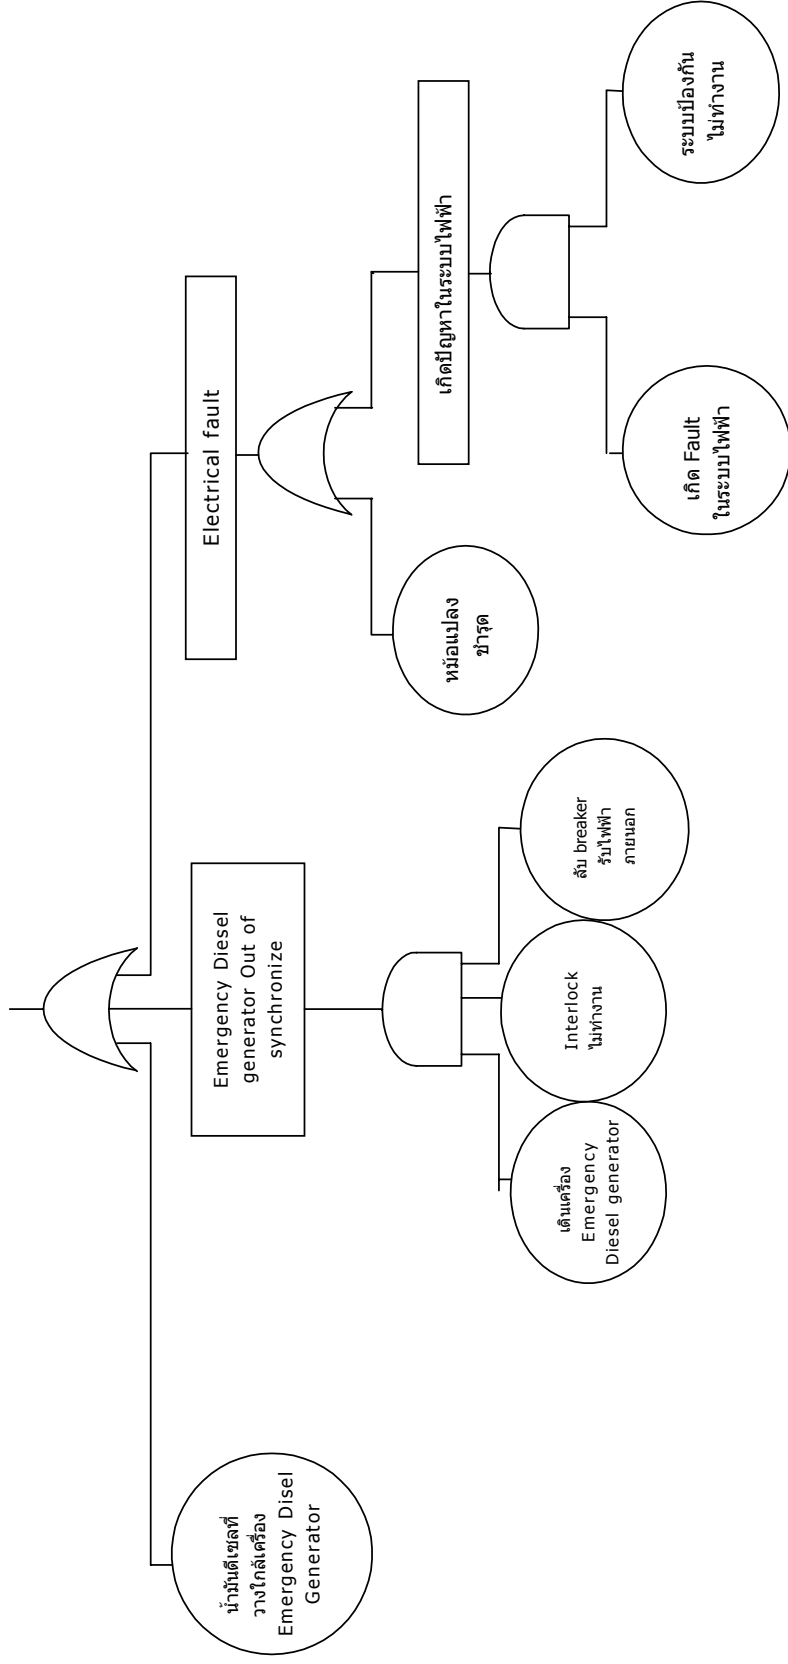 น้ำมันดีเซลที่
วางใกล้เครื่อง
Emergency Disel
Generator
Emergency Diesel
generator Out of
synchronize
Electrical fault
เดินเครื่อง
Emergency
Diesel generator
Interlock
ไม่ทำงาน
สับ breaker
รับไฟฟ้า
ภายนอก
หม้อแปลง
ชำรุด
เกิดปัญหาในระบบไฟฟ้า
เกิด Fault
ในระบบไฟฟ้า
ระบบป้องกัน
ไม่ทำงาน